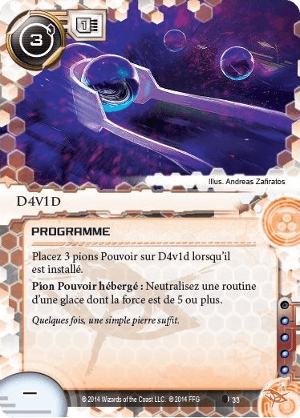 3
1
Illus. Andreas Zafiratos
D4V1D
PROGRAMME
Placez 3 pions Pouvoir sur D4v1d lorsqu'il
est installé.
Pion Pouvoir hébergé : Neutralisez une routine
d'une glace dont la force est de 5 ou plus.
Quelques fois, une simple pierre suffit.
–
© 2014 Wizards of the Coast LLC. © 2014 FFG
33